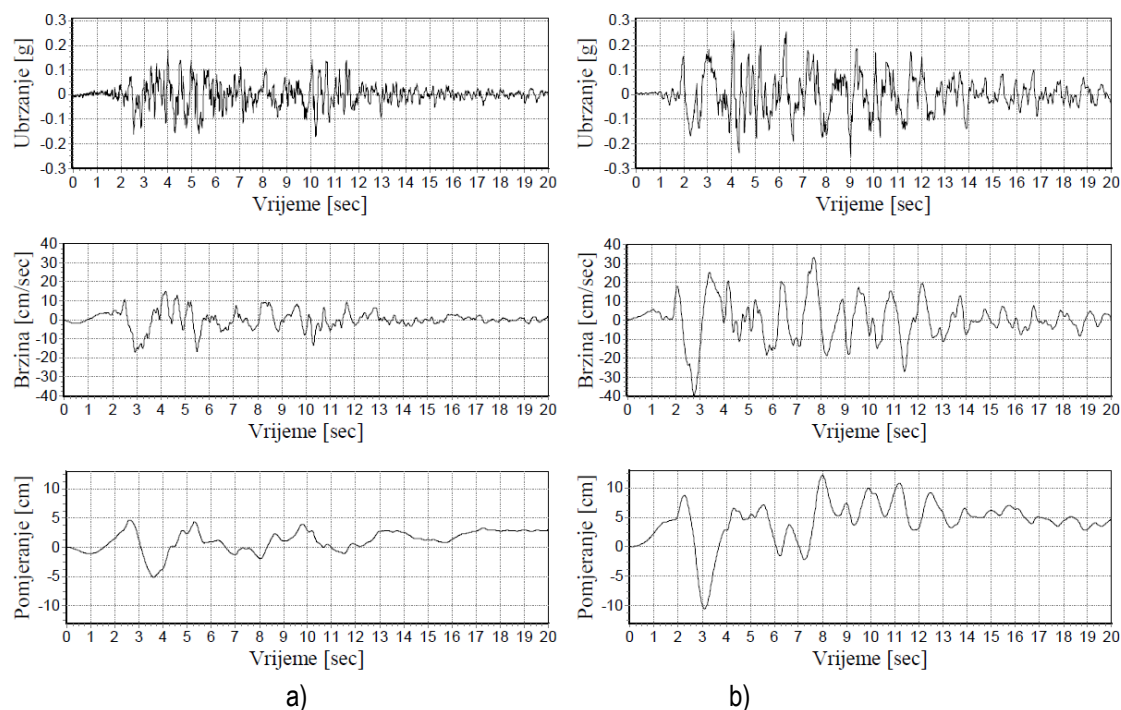 Ubrzanje [g]
0.3
0.2
0.1
0
-0.1
-0.2
-0.3
0 1 2 3 4 5 6 7 8 9 10 11 12 13 14 15 16 17 18 19 20
Vrijeme [sec]
Ubrzanje [g]
0.3
0.2
0.1
0
-0.1
-0.2
-0.3
0 1 2 3 4 5 6 7 8 9 10 11 12 13 14 15 16 17 18 19 20
Vrijeme [sec]
Brzina [cm/sec]
40
30
20
10
0
-10
-20
-30
-40
0 1 2 3 4 5 6 7 8 9 10 11 12 13 14 15 16 17 18 19 20
Vrijeme [sec]
Brzina [cm/sec]
40
30
20
10
0
-10
-20
-30
-40
0 1 2 3 4 5 6 7 8 9 10 11 12 13 14 15 16 17 18 19 20
Vrijeme [sec]
Pomjeranje [cm]
10
5
0
-5
-10
0 1 2 3 4 5 6 7 8 9 10 11 12 13 14 15 16 17 18 19 20
Vrijeme [sec]
Pomjeranje [cm]
10
5
0
-5
-10
0 1 2 3 4 5 6 7 8 9 10 11 12 13 14 15 16 17 18 19 20
Vrijeme [sec]
a)
b)